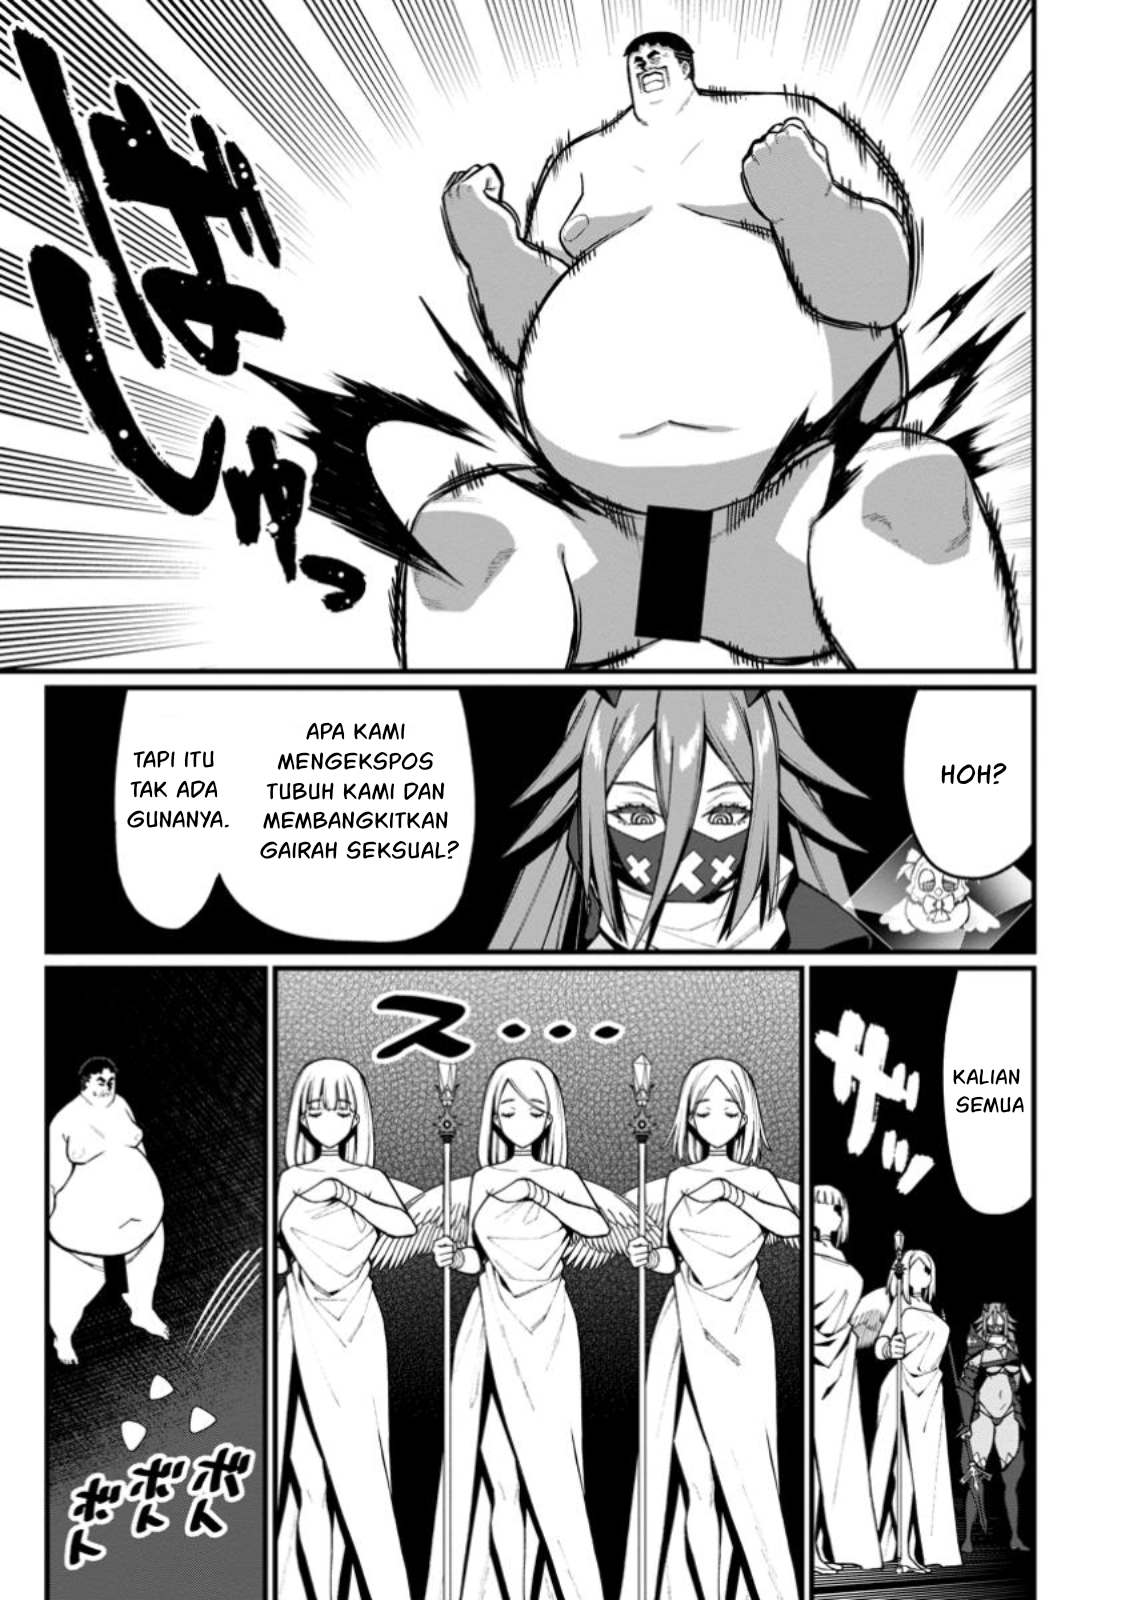 ばしゅっ
HOH?
APA KAMI
MENGEKSPOS
TUBUH KAMI DAN
MEMBANGKITKAN
GAIRAH SEKSUAL?
TAPI ITU
TAK ADA
GUNANYA.
KALIAN
SEMUA
ザッ
ス・・・
ボト
ボト
ボト